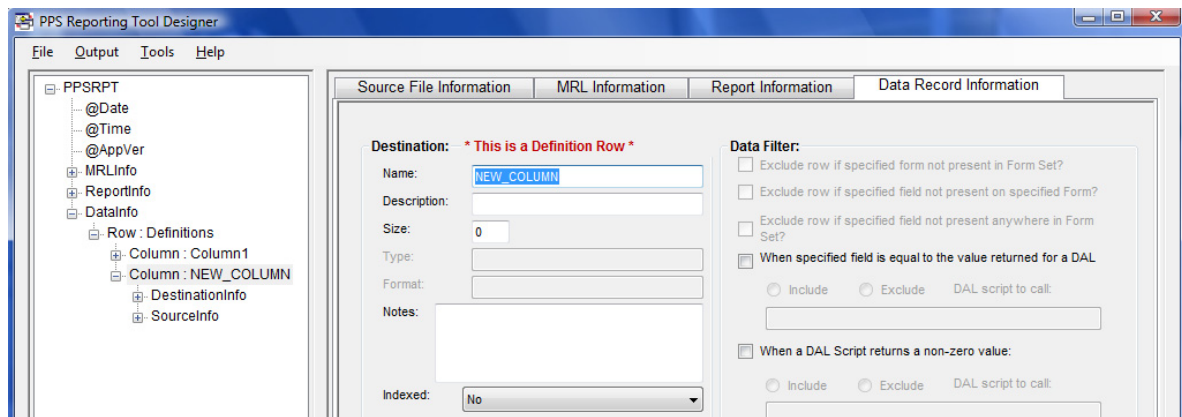 PPS Reporting Tool Designer
File Output Tools Help
PPSRPT
@Date
@Time
@AppVer
MRLInfo
ReportInfo
DataInfo
Row : Definitions
Column : Column1
Column : NEW_COLUMN
DestinationInfo
SourceInfo
Source File Information MRL Information Report Information Data Record Information
Destination: * This is a Definition Row *
Name: NEW_COLUMN
Description:
Size: 0
Type:
Format:
Notes:
Indexed: No
Data Filter:
Exclude row if specified form not present in Form Set?
Exclude row if specified field not present on specified Form?
Exclude row if specified field not present anywhere in Form
Set?
When specified field is equal to the value returned for a DAL
Include Exclude DAL script to call:
When a DAL Script returns a non-zero value:
Include Exclude DAL script to call: